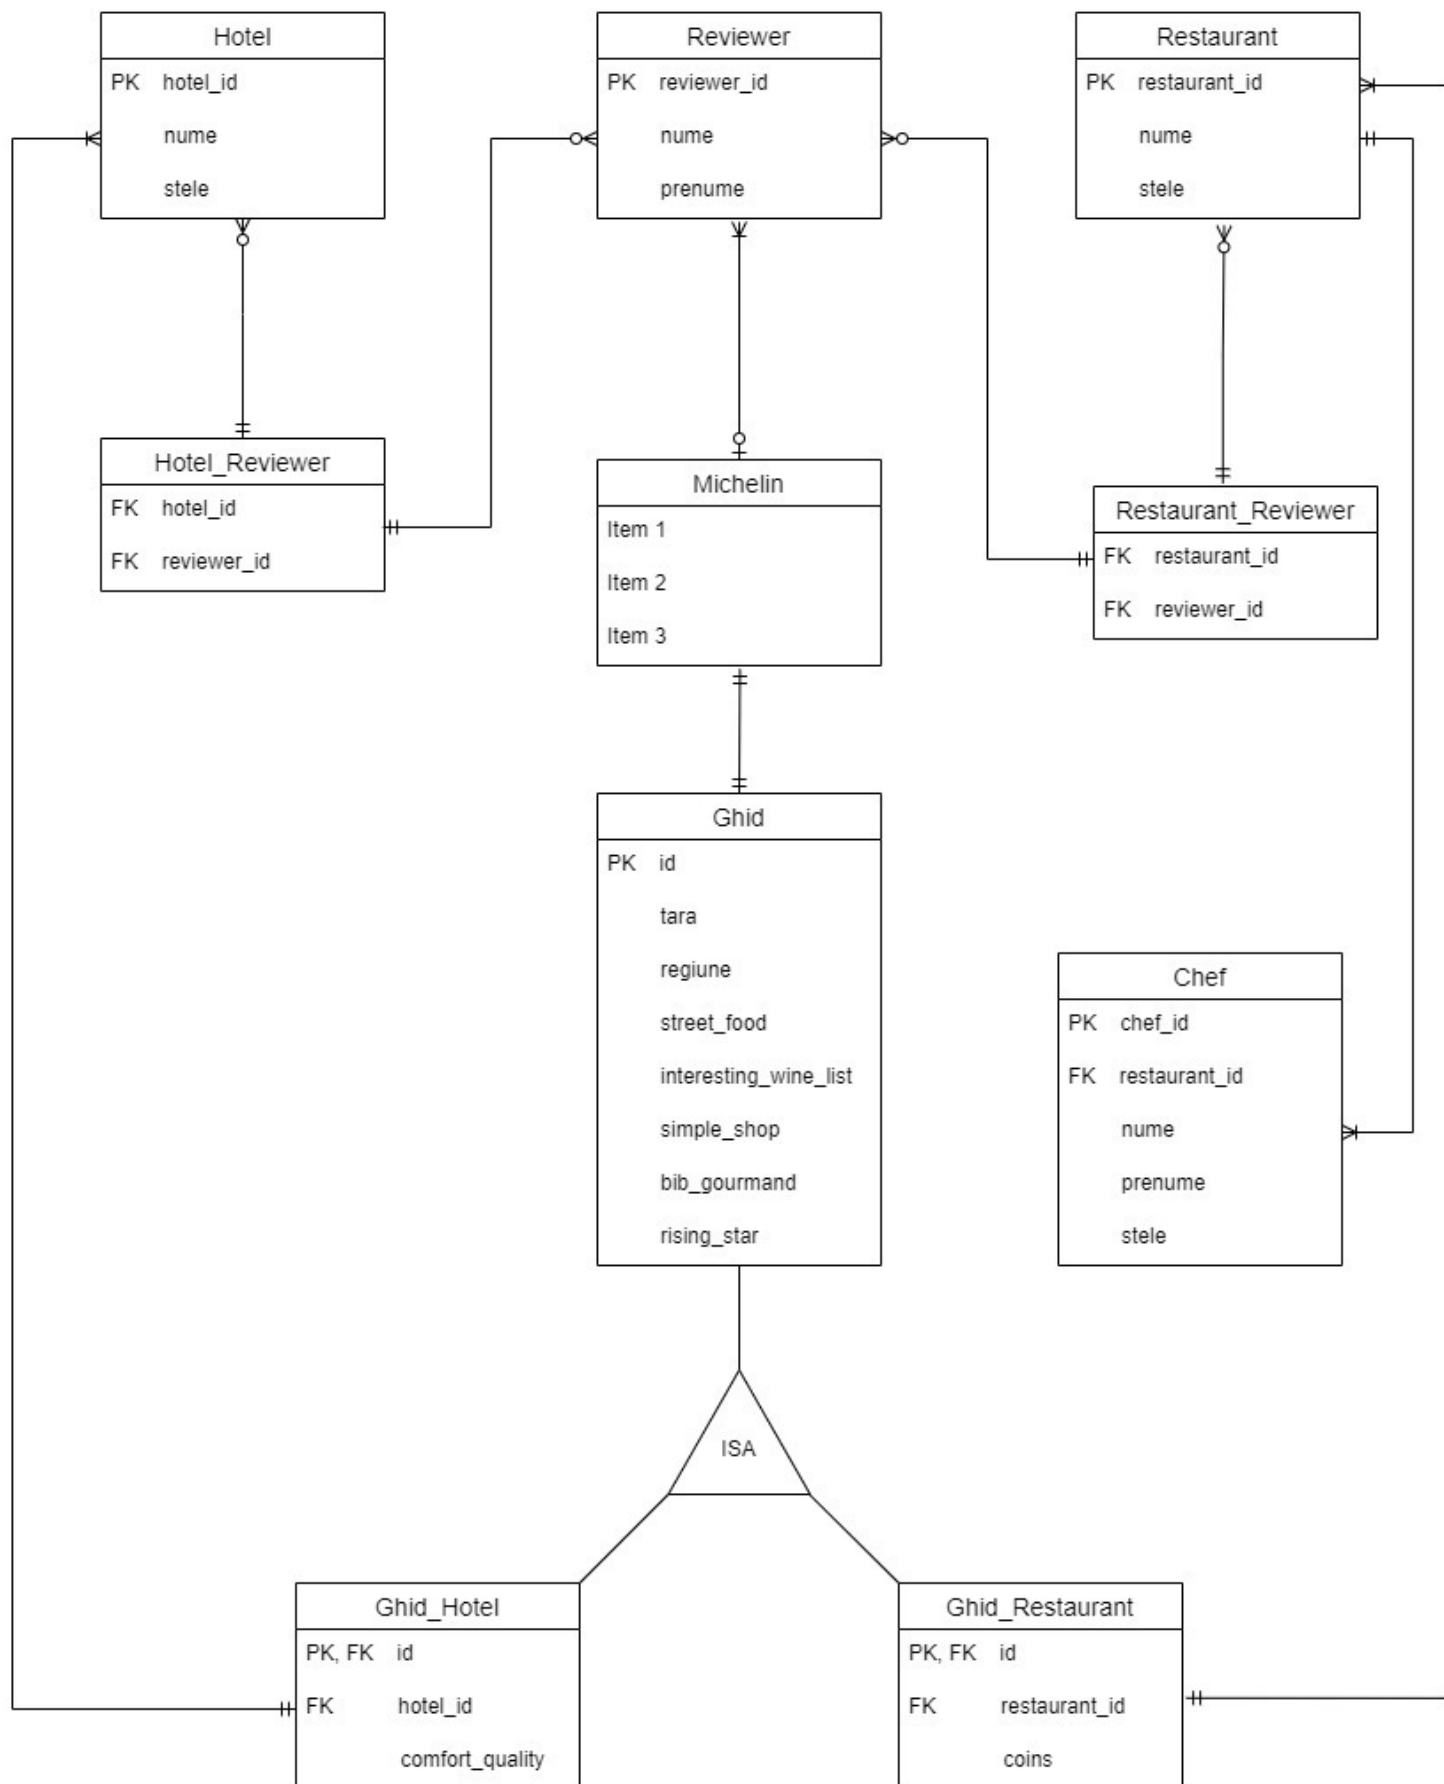 Hotel
PK hotel_id
nume
stele
Reviewer
PK reviewer_id
nume
prenume
Restaurant
PK restaurant_id
nume
stele
Hotel_Reviewer
FK hotel_id
FK reviewer_id
Michelin
Item 1
Item 2
Item 3
Restaurant_Reviewer
FK restaurant_id
FK reviewer_id
Ghid
PK id
tara
regiune
street_food
interesting_wine_list
simple_shop
bib_gourmand
rising_star
Chef
PK chef_id
FK restaurant_id
nume
prenume
stele
ISA
Ghid_Hotel
PK, FK id
FK hotel_id
comfort_quality
Ghid_Restaurant
PK, FK id
FK restaurant_id
coins